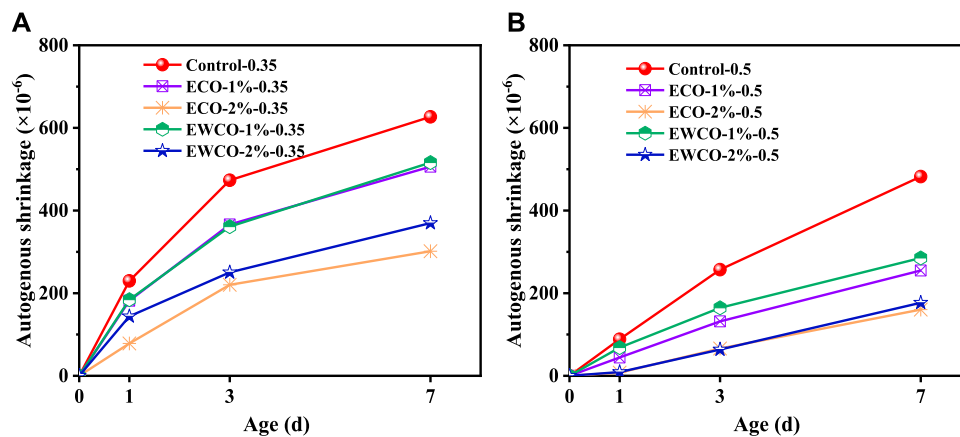 A
Autogenous shrinkage (×10-6)
800
600
400
200
0
Control-0.35
ECO-1%-0.35
ECO-2%-0.35
EWCO-1%-0.35
EWCO-2%-0.35
0 1 3 7
Age (d)
B
Autogenous shrinkage (×10-6)
800
600
400
200
0
Control-0.5
ECO-1%-0.5
ECO-2%-0.5
EWCO-1%-0.5
EWCO-2%-0.5
0 1 3 7
Age (d)